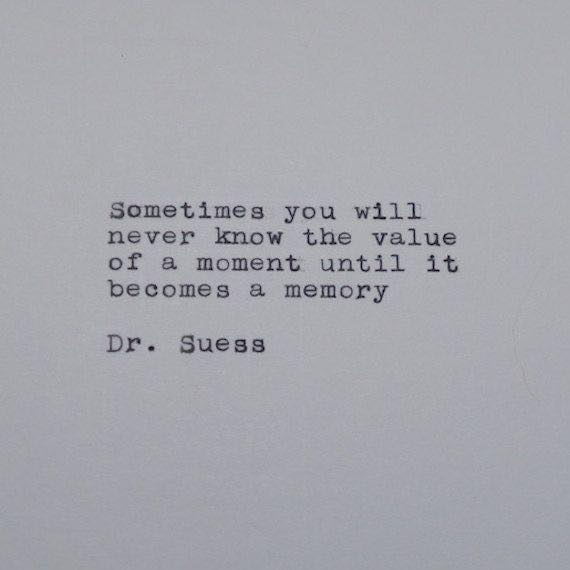 Sometimes you will
never know the value
of a moment until it
becomes a memory
Dr. Suess